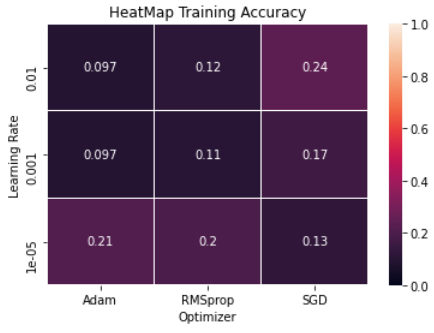 HeatMap Training Accuracy
Learning Rate
0.01
0.097
0.12
0.24
0.001
0.097
0.11
0.17
1e-05
0.21
0.2
0.13
Adam
RMSprop
SGD
Optimizer
1.0
0.8
0.6
0.4
0.2
0.0